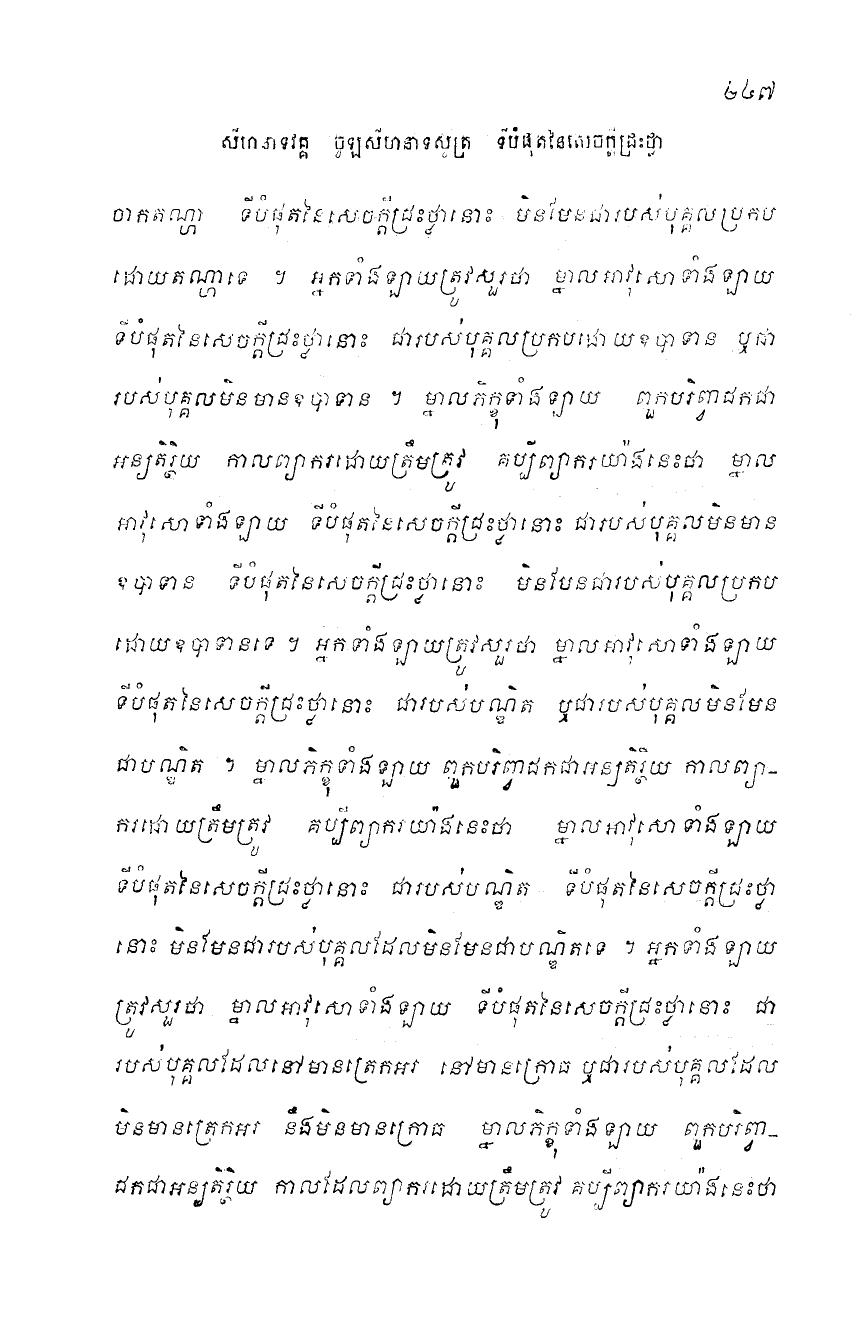 ២៤៧
សីហនាទវគ្គ ចូឡសីហនាទសូត្រ ទីបំផុតនៃសេចក្តីជ្រះថ្លា
ចាកតណ្ហា ទីបំផុតនៃសេចក្តីជ្រះថ្លានោះ មិនមែនជារបស់បុគ្គលប្រកប
ដោយតណ្ហាទេ ។ អ្នកទាំងឡាយត្រូវសួរថា ម្នាលអាវុសោទាំងឡាយ
ទីបំផុតនៃសេចក្តីជ្រះថ្លានោះ ជារបស់បុគ្គលប្រកបដោយឧបាទាន ឬជា
របស់បុគ្គលមិនមានឧបាទាន ។ ម្នាលភិក្ខុទាំងឡាយ ពួកបរិព្វាជកជា
អន្យតិរ្ថិយ កាលព្យាករដោយត្រឹមត្រូវ គប្បីព្យាករយ៉ាងនេះថា ម្នាល
អាវុសោទាំងឡាយ ទីបំផុតនៃសេចក្តីជ្រះថ្លានោះ ជារបស់បុគ្គលមិនមាន
ឧបាទាន ទីបំផុតនៃសេចក្តីជ្រះថ្លានោះ មិនមែនជារបស់បុគ្គលប្រកប
ដោយឧបាទានទេ ។ អ្នកទាំងឡាយត្រូវសួរថា ម្នាលអាវុសោទាំងឡាយ
ទីបំផុតនៃសេចក្តីជ្រះថ្លានោះ ជារបស់បណ្ឌិត ឬជារបស់បុគ្គលមិនមែន
ជាបណ្ឌិត ។ ម្នាលភិក្ខុទាំងឡាយ ពួកបរិព្វាជកជាអន្យតិរ្ថិយ កាលព្យា-
ករដោយត្រឹមត្រូវ គប្បីព្យាករយ៉ាងនេះថា ម្នាលអាវុសោទាំងឡាយ
ទីបំផុតនៃសេចក្តីជ្រះថ្លានោះ ជារបស់បណ្ឌិត ទីបំផុតនៃសេចក្តីជ្រះថ្លា
នោះ មិនមែនជារបស់បុគ្គលដែលមិនមែនជាបណ្ឌិតទេ ។ អ្នកទាំងឡាយ
ត្រូវសួរថា ម្នាលអាវុសោទាំងឡាយ ទីបំផុតនៃសេចក្តីជ្រះថ្លានោះ ជា
របស់បុគ្គលដែលនៅមានត្រេកអរ នៅមានក្រោធ ឬជារបស់បុគ្គលដែល
មិនមានត្រេកអរ នឹងមិនមានក្រោធ ម្នាលភិក្ខុទាំងឡាយ ពួកបរិព្វា-
ជកជាអន្យតិរ្ថិយ កាលដែលព្យាករដោយត្រឹមត្រូវ គប្បីព្យាករយ៉ាងនេះថា